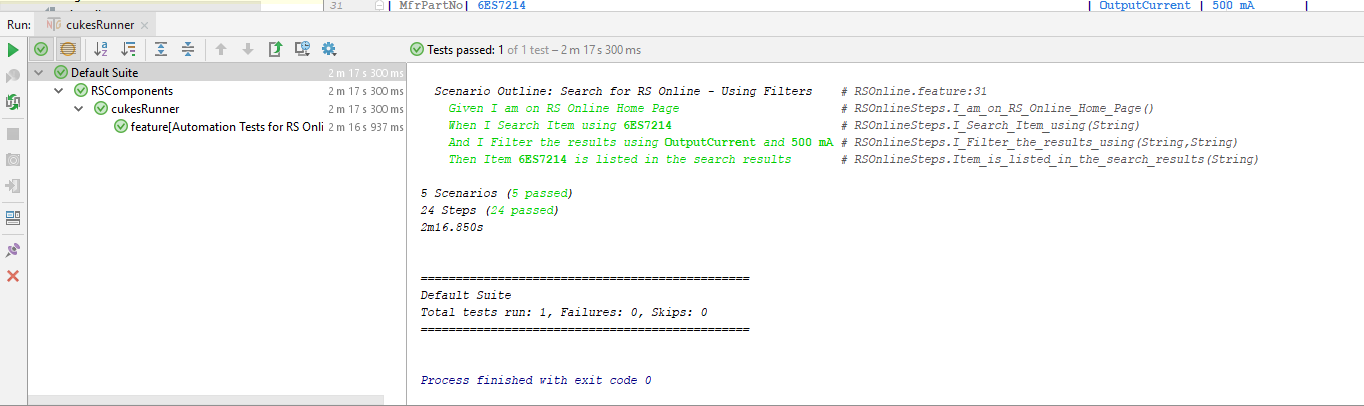 31 | MfrPartNo| 6ES7214 | OutputCurrent | 500 mA |
Run: cukesRunner ×
Tests passed: 1 of 1 test – 2 m 17 s 300 ms
Default Suite 2 m 17 s 300 ms
RSComponents 2 m 17 s 300 ms
cukesRunner 2 m 17 s 300 ms
feature[Automation Tests for RS Onli 2 m 16 s 937 ms
Scenario Outline: Search for RS Online - Using Filters # RSOnline.feature:31
Given I am on RS Online Home Page # RSOnlineSteps.I_am_on_RS_Online_Home_Page()
When I Search Item using 6ES7214 # RSOnlineSteps.I_Search_Item_using(String)
And I Filter the results using OutputCurrent and 500 mA # RSOnlineSteps.I_Filter_the_results_using(String,String)
Then Item 6ES7214 is listed in the search results # RSOnlineSteps.Item_is_listed_in_the_search_results(String)
5 Scenarios (5 passed)
24 Steps (24 passed)
2m16.850s
===============================================
Default Suite
Total tests run: 1, Failures: 0, Skips: 0
===============================================
Process finished with exit code 0